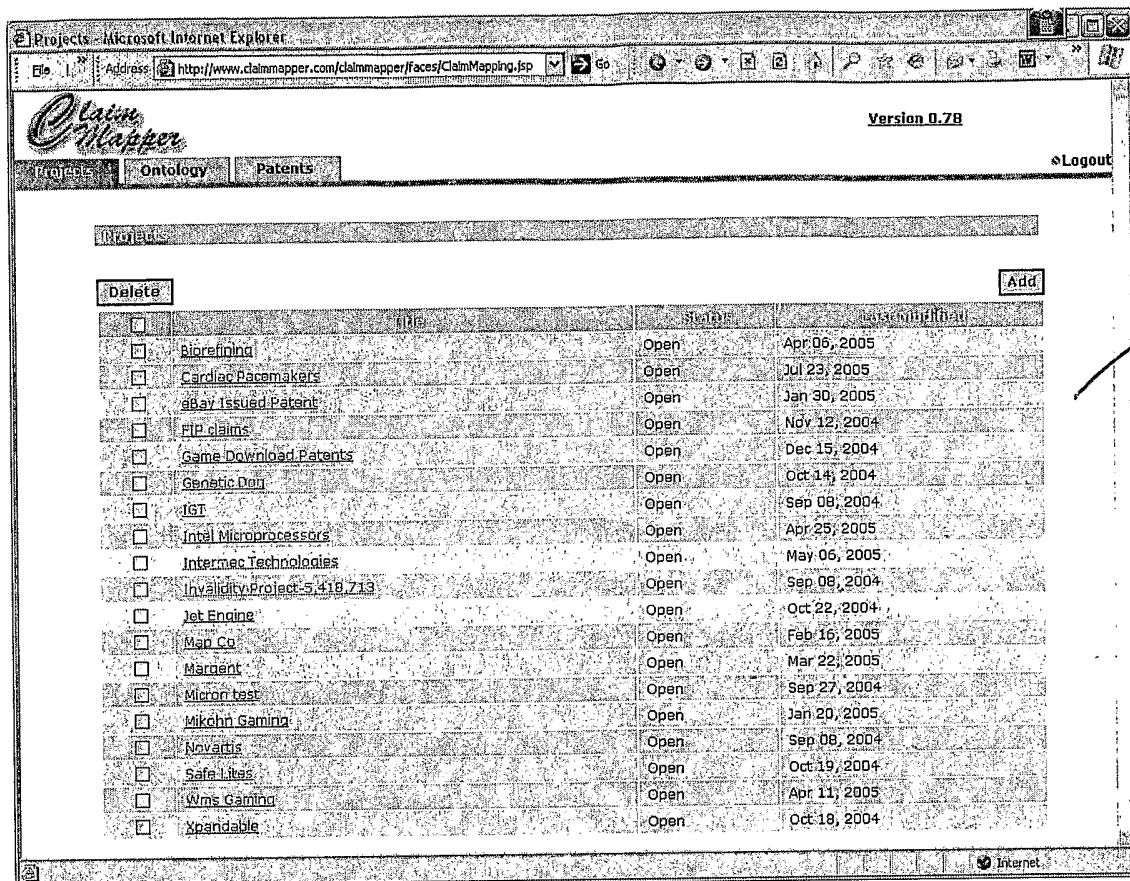 Projects - Microsoft Internet Explorer
File Address http://www.claimmapper.com/claimmapper/faces/ClaimMapping.jsp Go
Claim Mapper
Version 0.78
Projects Ontology Patents Logout
Projects
Delete Add
Title Status Last Modified
Biorefining Open Apr 06, 2005
Cardiac Pacemakers Open Jul 23, 2005
eBay Issued Patent Open Jan 30, 2005
FIP claims Open Nov 12, 2004
Game Download Patents Open Dec 15, 2004
Genetic Dog Open Oct 14, 2004
IGT Open Sep 08, 2004
Intel Microprocessors Open Apr 25, 2005
Intermec Technologies Open May 06, 2005
Invalidity Project-5,418,713 Open Sep 08, 2004
Jet Engine Open Oct 22, 2004
Map Co Open Feb 16, 2005
Margent Open Mar 22, 2005
Micron test Open Sep 27, 2004
Mikohn Gaming Open Jan 20, 2005
Novartis Open Sep 08, 2004
Safe Lites Open Oct 19, 2004
Wms Gaming Open Apr 11, 2005
Xpandable Open Oct 18, 2004
Internet